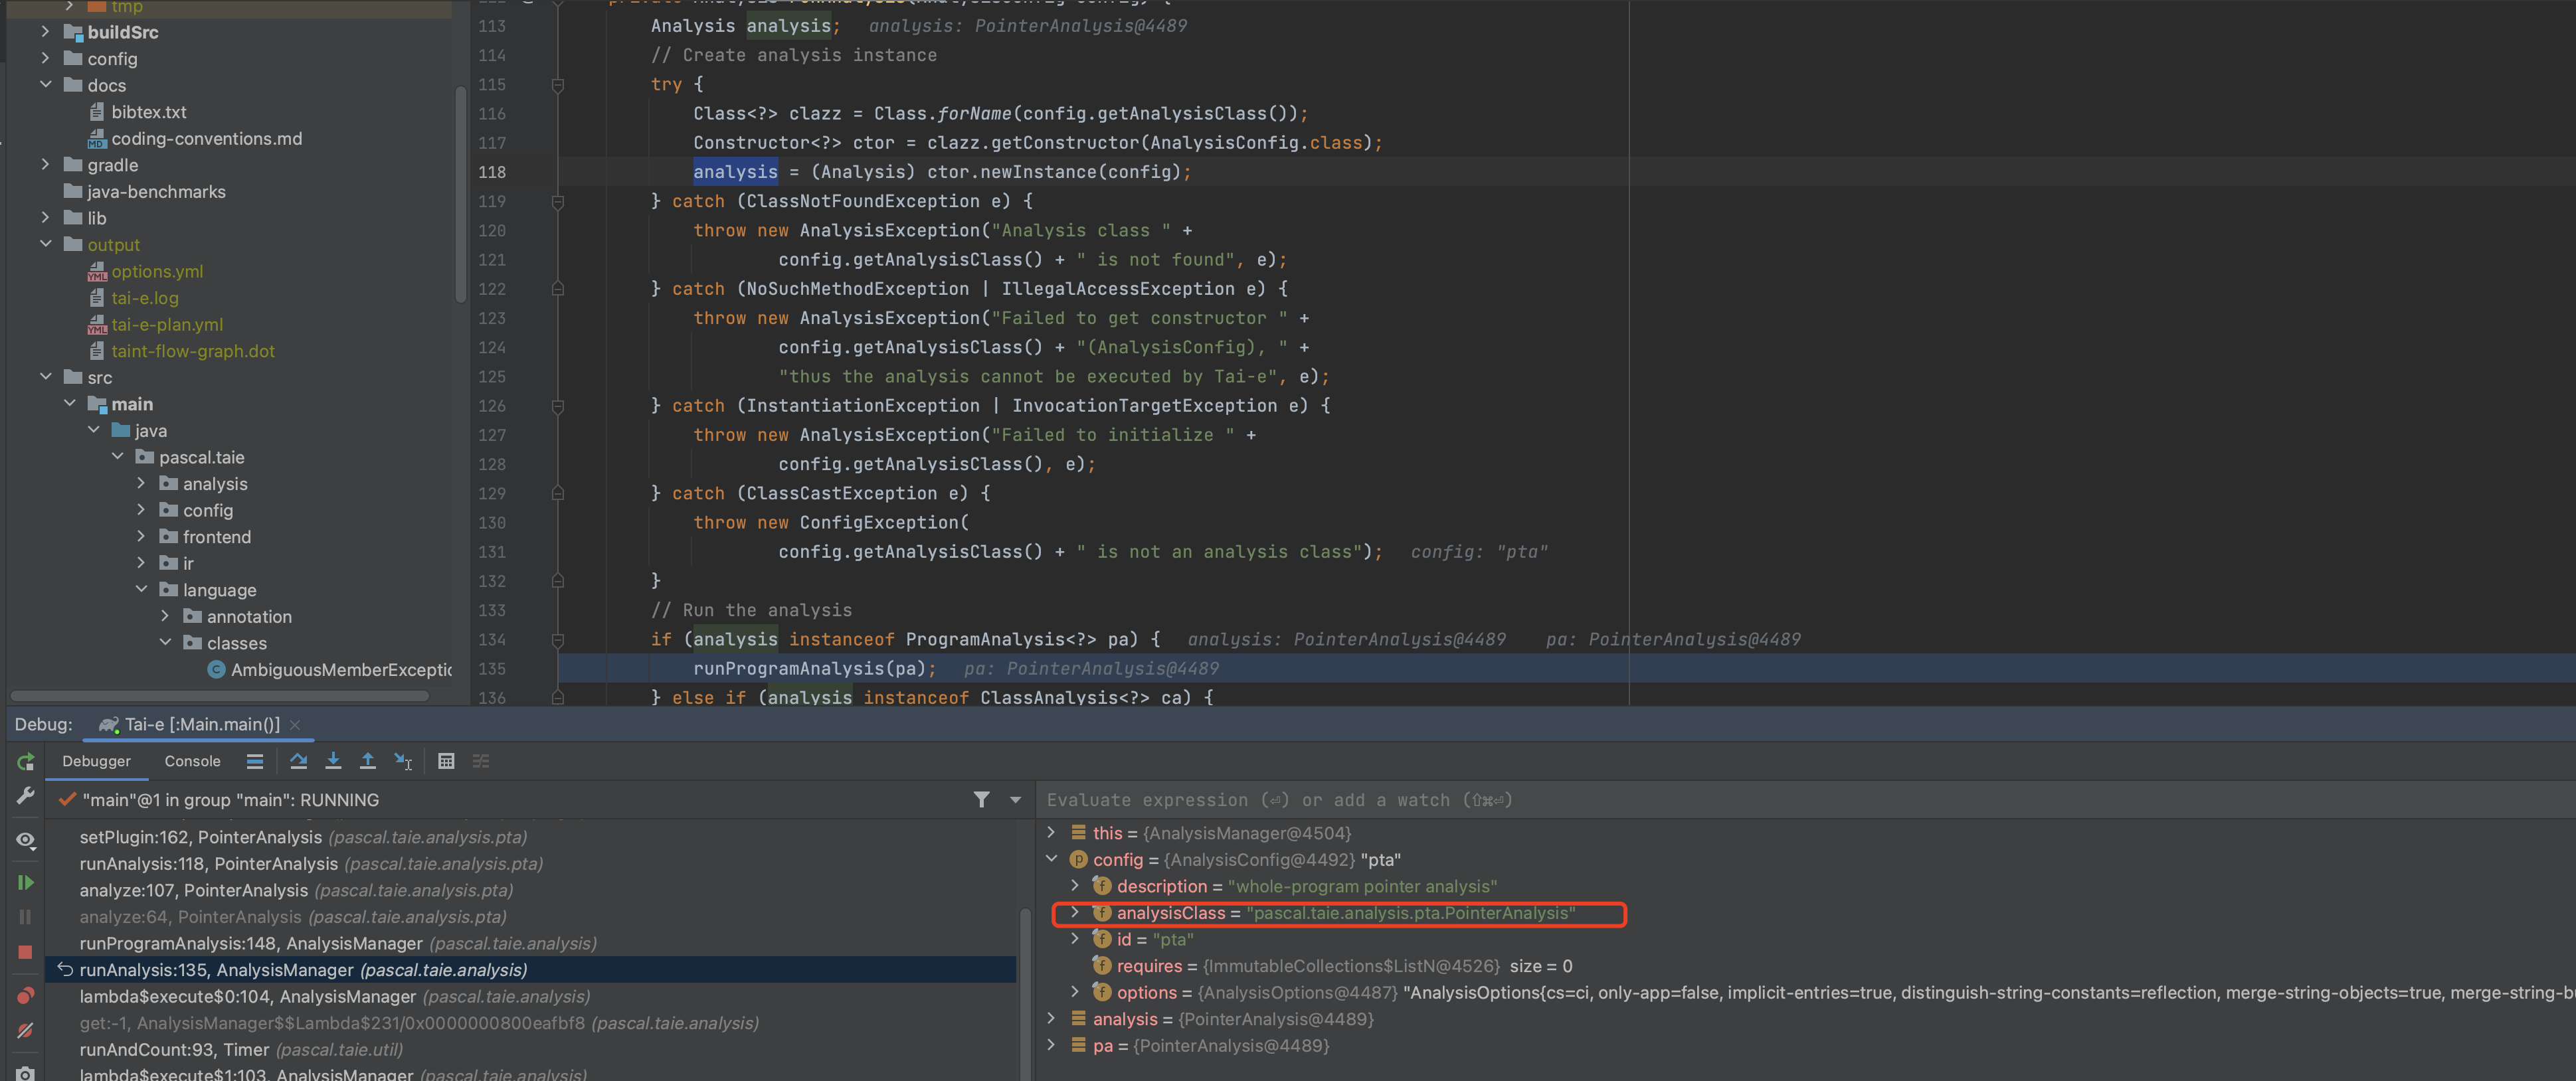 tmp
buildSrc
config
docs
bibtex.txt
coding-conventions.md
gradle
java-benchmarks
lib
output
options.yml
tai-e.log
tai-e-plan.yml
taint-flow-graph.dot
src
main
java
pascal.taie
analysis
config
frontend
ir
language
annotation
classes
AmbiguousMemberExceptio
113 Analysis analysis; analysis: PointerAnalysis@4489
114 // Create analysis instance
115 try {
116 Class<?> clazz = Class.forName(config.getAnalysisClass());
117 Constructor<?> ctor = clazz.getConstructor(AnalysisConfig.class);
118 analysis = (Analysis) ctor.newInstance(config);
119 } catch (ClassNotFoundException e) {
120 throw new AnalysisException("Analysis class " +
121 config.getAnalysisClass() + " is not found", e);
122 } catch (NoSuchMethodException | IllegalAccessException e) {
123 throw new AnalysisException("Failed to get constructor " +
124 config.getAnalysisClass() + "(AnalysisConfig), " +
125 "thus the analysis cannot be executed by Tai-e", e);
126 } catch (InstantiationException | InvocationTargetException e) {
127 throw new AnalysisException("Failed to initialize " +
128 config.getAnalysisClass(), e);
129 } catch (ClassCastException e) {
130 throw new ConfigException(
131 config.getAnalysisClass() + " is not an analysis class"); config: "pta"
132 }
133 // Run the analysis
134 if (analysis instanceof ProgramAnalysis<?> pa) { analysis: PointerAnalysis@4489 pa: PointerAnalysis@4489
135 runProgramAnalysis(pa); pa: PointerAnalysis@4489
136 } else if (analysis instanceof ClassAnalysis<?> ca) {
Debug: Tai-e [:Main.main()]
Debugger Console
"main"@1 in group "main": RUNNING
setPlugin:162, PointerAnalysis (pascal.taie.analysis.pta)
runAnalysis:118, PointerAnalysis (pascal.taie.analysis.pta)
analyze:107, PointerAnalysis (pascal.taie.analysis.pta)
analyze:64, PointerAnalysis (pascal.taie.analysis.pta)
runProgramAnalysis:148, AnalysisManager (pascal.taie.analysis)
runAnalysis:135, AnalysisManager (pascal.taie.analysis)
lambda$execute$0:104, AnalysisManager (pascal.taie.analysis)
get:-1, AnalysisManager$$Lambda$231/0x0000000800eafbf8 (pascal.taie.analysis)
runAndCount:93, Timer (pascal.taie.util)
lambda$execute$1:103, AnalysisManager (pascal.taie.analysis)
Evaluate expression (⏎) or add a watch (⇧⌘⏎)
this = {AnalysisManager@4504}
config = {AnalysisConfig@4492} "pta"
description = "whole-program pointer analysis"
analysisClass = "pascal.taie.analysis.pta.PointerAnalysis"
id = "pta"
requires = {ImmutableCollections$ListN@4526} size = 0
options = {AnalysisOptions@4487} "AnalysisOptions{cs=ci, only-app=false, implicit-entries=true, distinguish-string-constants=reflection, merge-string-objects=true, merge-string-bu
analysis = {PointerAnalysis@4489}
pa = {PointerAnalysis@4489}